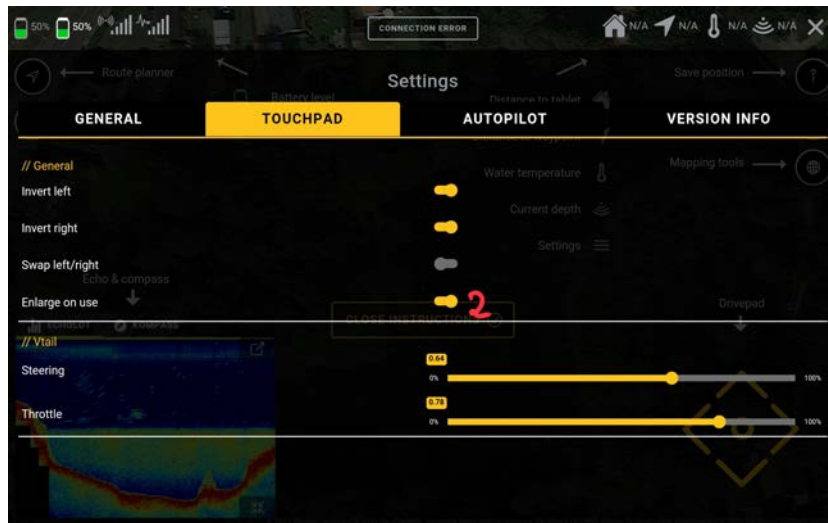 50% 50% CONNECTION ERROR N/A N/A N/A N/A
Route planner
Settings
Save position
Battery level
Distance to tablet
GENERAL TOUCHPAD AUTOPILOT VERSION INFO
// General
Mapping tools
Water temperature
Invert left
Current depth
Invert right
Settings
Swap left/right
Echo & compass
Enlarge on use
2
Drivepad
CLOSE INSTRUCTIONS
ECHOLOT KOMPASS
// Vtail
0.64
Steering
0% 100%
0.78
Throttle
0% 100%